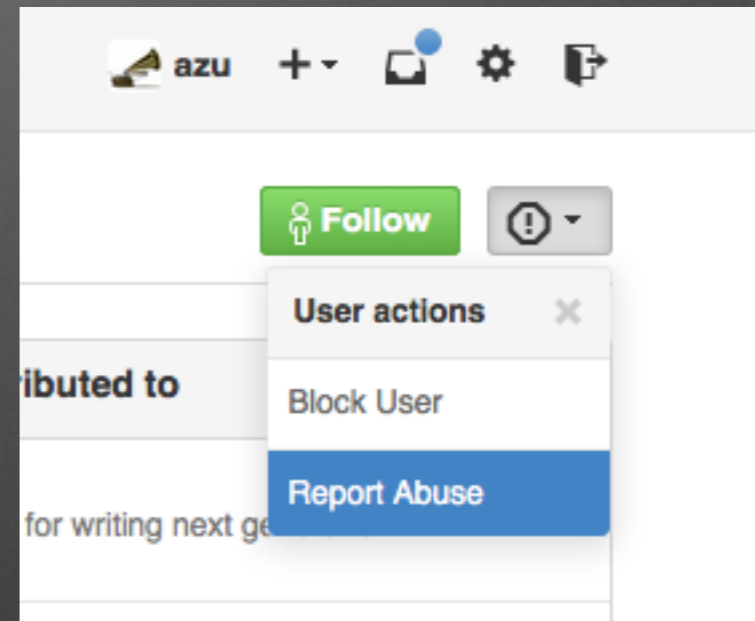 azu
Follow
User actions
ributed to
Block User
Report Abuse
for writing next ge